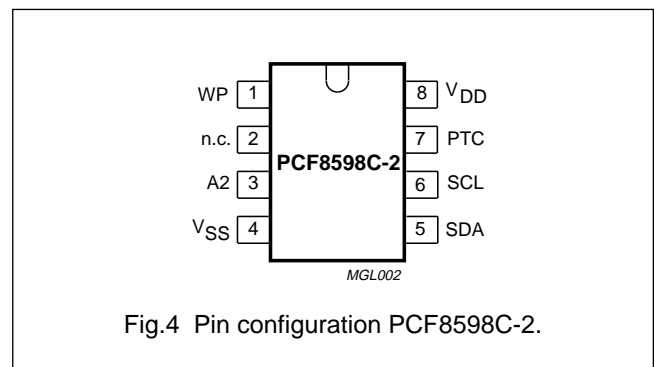 WP 1 8 VDD
n.c. 2 7 PTC
PCF8598C-2
A2 3 6 SCL
VSS 4 5 SDA
MGL002
Fig.4 Pin configuration PCF8598C-2.